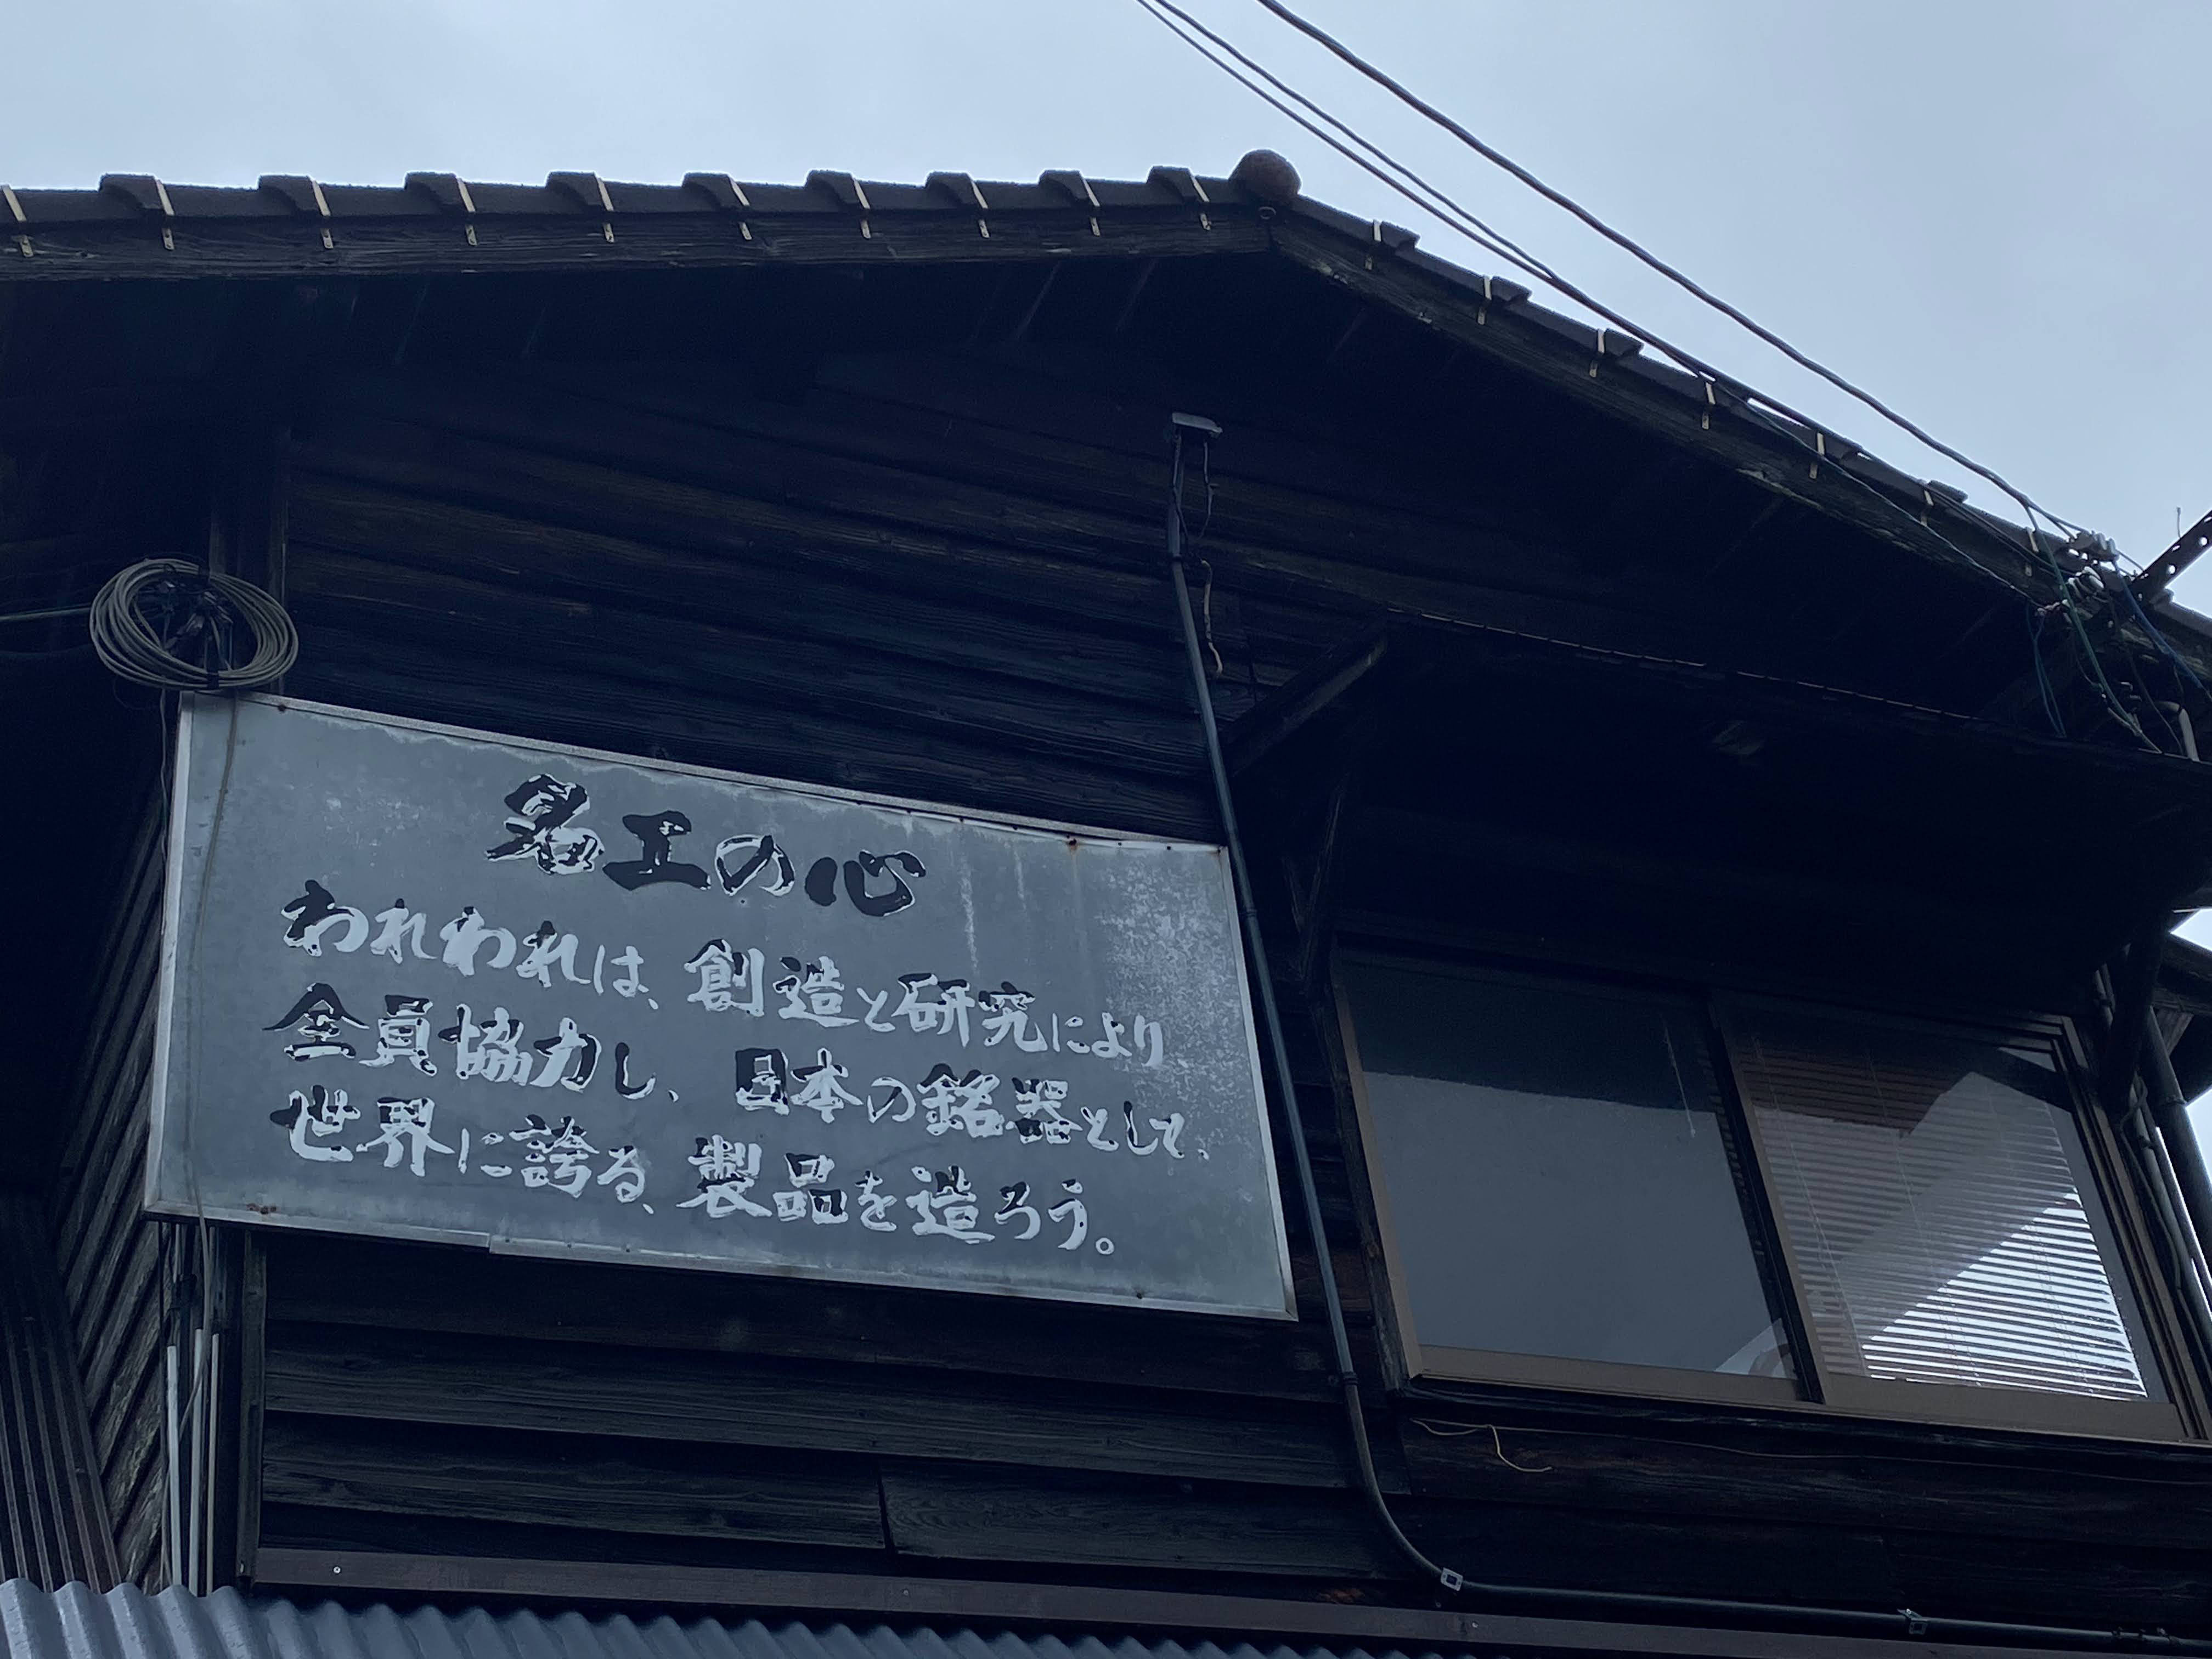 名工の心
われわれは、創造と研究により
全員協力し、日本の銘器として、
世界に誇る、製品を造ろう。